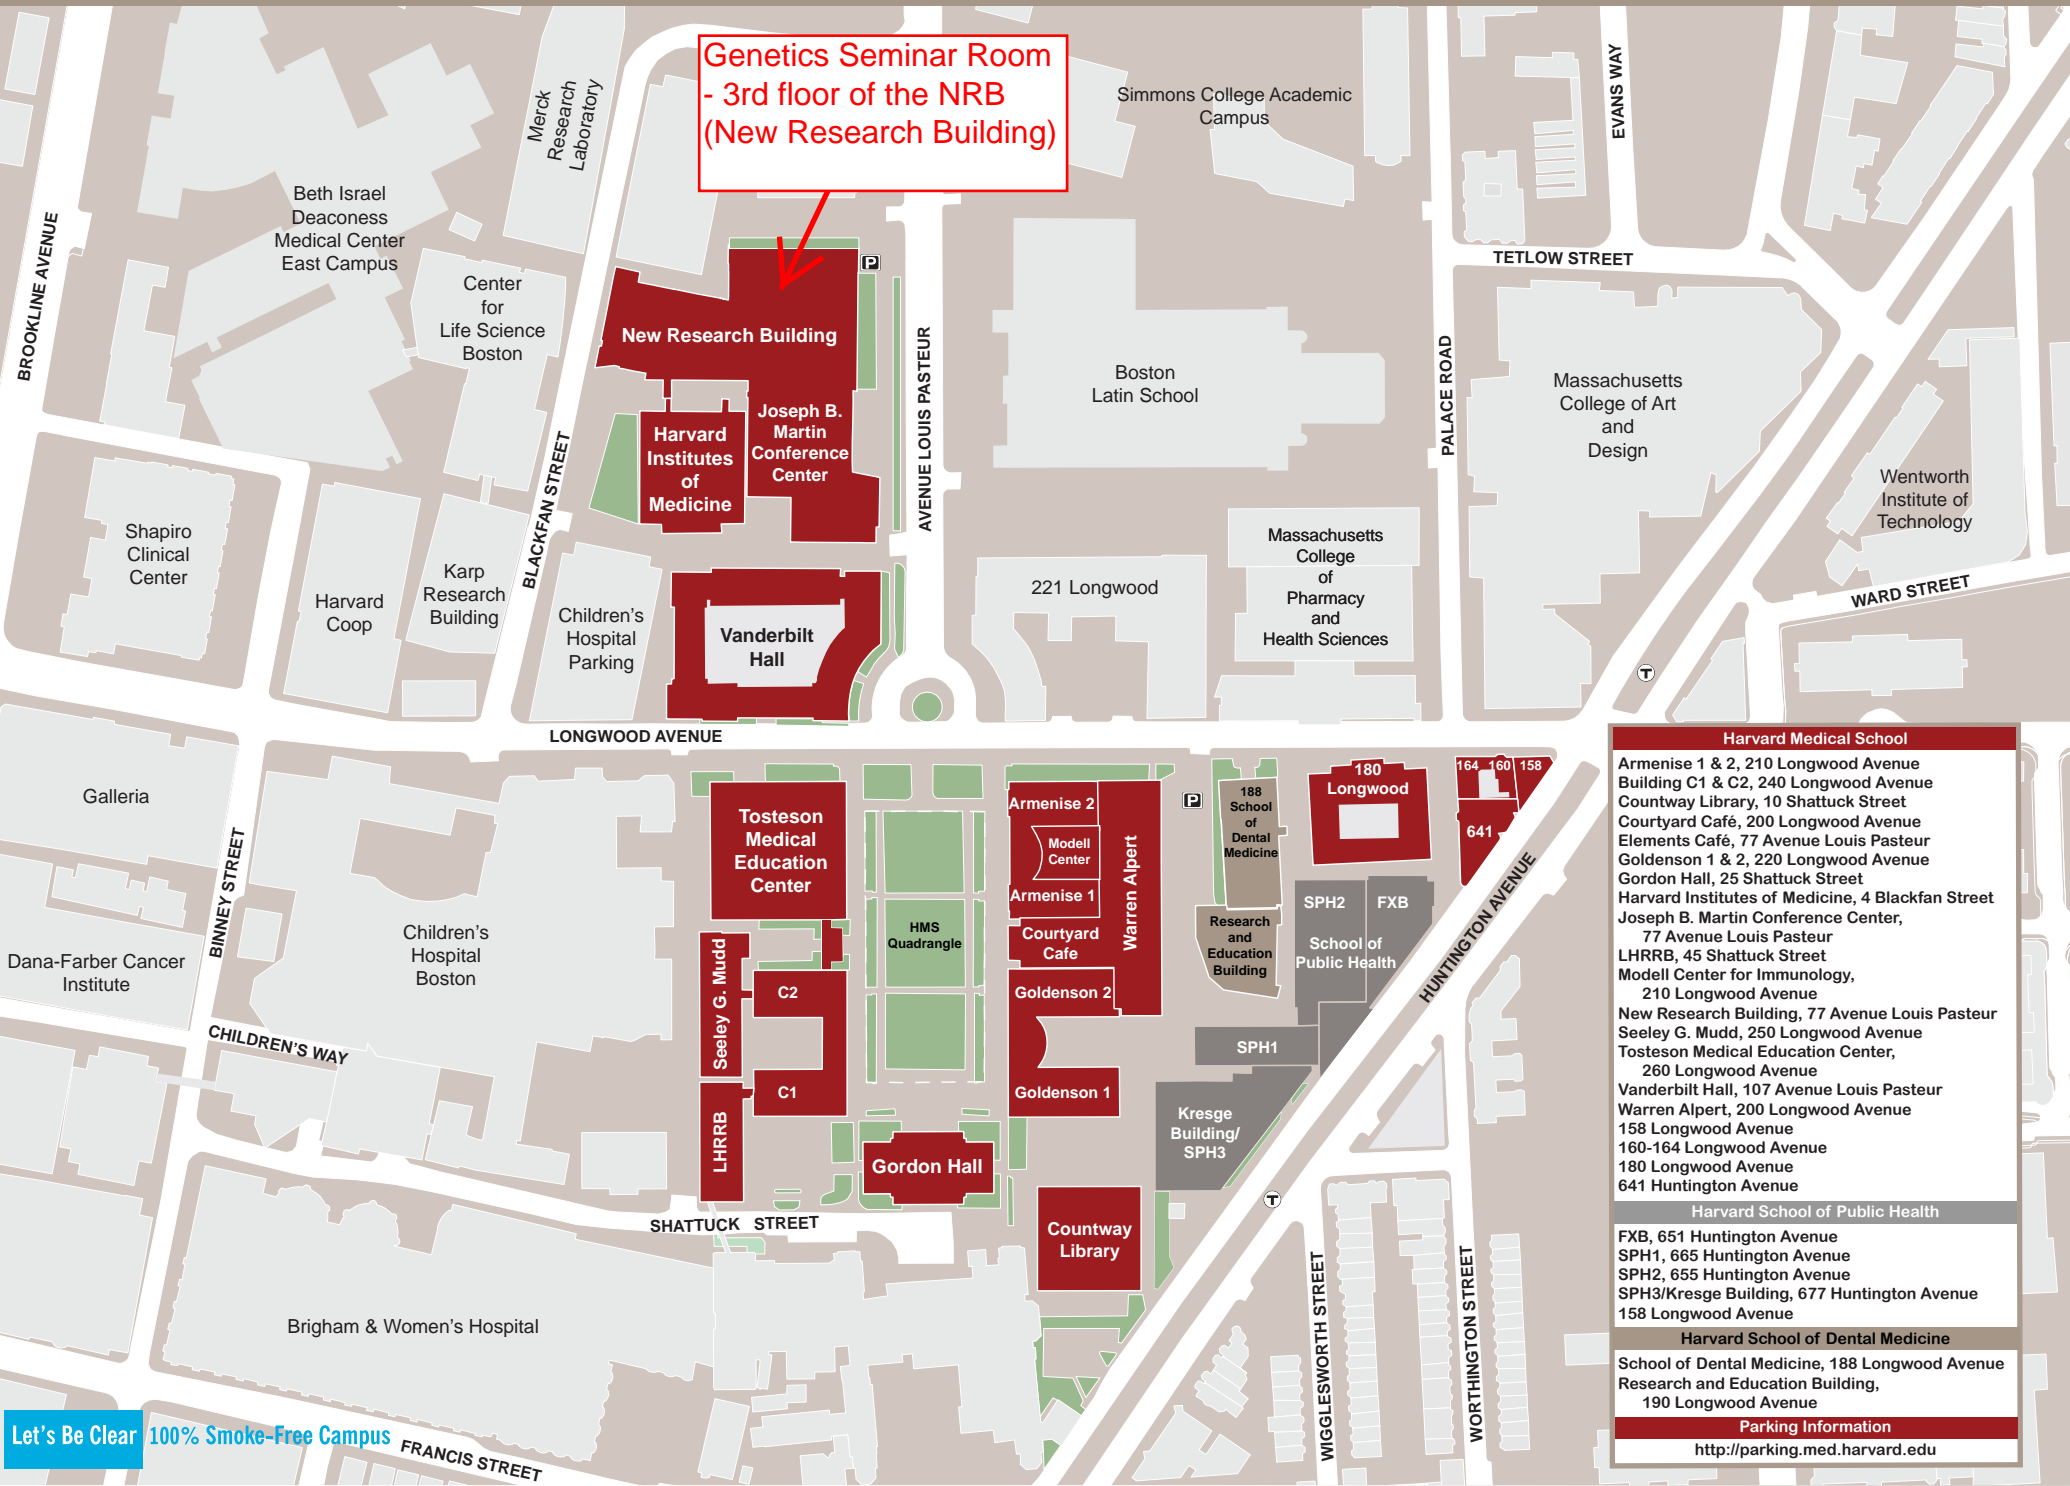 Genetics Seminar Room
- 3rd floor of the NRB
(New Research Building)
Merck
Research
Laboratory
Simmons College Academic
Campus
EVANS WAY
Beth Israel
Deaconess
Medical Center
East Campus
BROOKLINE AVENUE
Center
for
Life Science
Boston
P
TETLOW STREET
New Research Building
AVENUE LOUIS PASTEUR
Boston
Latin School
PALACE ROAD
Massachusetts
College of Art
and
Design
Joseph B.
Martin
Conference
Center
Harvard
Institutes
of
Medicine
BLACKFAN STREET
Wentworth
Institute of
Technology
Shapiro
Clinical
Center
Harvard
Coop
Karp
Research
Building
Children's
Hospital
Parking
Vanderbilt
Hall
221 Longwood
Massachusetts
College
of
Pharmacy
and
Health Sciences
WARD STREET
T
LONGWOOD AVENUE
Galleria
BINNEY STREET
Tosteson
Medical
Education
Center
Armenise 2
Modell
Center
Armenise 1
Warren Alpert
Courtyard
Cafe
P
188
School
of
Dental
Medicine
180
Longwood
164 160 158
641
HUNTINGTON AVENUE
SPH2
FXB
School of
Public Health
Research
and
Education
Building
HMS
Quadrangle
Children's
Hospital
Boston
Dana-Farber Cancer
Institute
Seeley G. Mudd
C2
Goldenson 2
CHILDREN'S WAY
SPH1
C1
Goldenson 1
LHRRB
Kresge
Building/
SPH3
Gordon Hall
T
SHATTUCK STREET
Countway
Library
WIGGLESWORTH STREET
WORTHINGTON STREET
Brigham & Women's Hospital
FRANCIS STREET
Let's Be Clear 100% Smoke-Free Campus
Harvard Medical School
Armenise 1 & 2, 210 Longwood Avenue
Building C1 & C2, 240 Longwood Avenue
Countway Library, 10 Shattuck Street
Courtyard Café, 200 Longwood Avenue
Elements Café, 77 Avenue Louis Pasteur
Goldenson 1 & 2, 220 Longwood Avenue
Gordon Hall, 25 Shattuck Street
Harvard Institutes of Medicine, 4 Blackfan Street
Joseph B. Martin Conference Center,
77 Avenue Louis Pasteur
LHRRB, 45 Shattuck Street
Modell Center for Immunology,
210 Longwood Avenue
New Research Building, 77 Avenue Louis Pasteur
Seeley G. Mudd, 250 Longwood Avenue
Tosteson Medical Education Center,
260 Longwood Avenue
Vanderbilt Hall, 107 Avenue Louis Pasteur
Warren Alpert, 200 Longwood Avenue
158 Longwood Avenue
160-164 Longwood Avenue
180 Longwood Avenue
641 Huntington Avenue
Harvard School of Public Health
FXB, 651 Huntington Avenue
SPH1, 665 Huntington Avenue
SPH2, 655 Huntington Avenue
SPH3/Kresge Building, 677 Huntington Avenue
158 Longwood Avenue
Harvard School of Dental Medicine
School of Dental Medicine, 188 Longwood Avenue
Research and Education Building,
190 Longwood Avenue
Parking Information
http://parking.med.harvard.edu